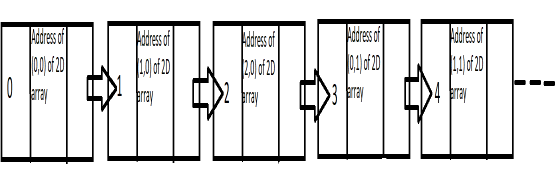 0
Address of
(0,0) of 2D
array
1
Address of
(1,0) of 2D
array
2
Address of
(2,0) of 2D
array
3
Address of
(0,1) of 2D
array
4
Address of
(1,1) of 2D
array